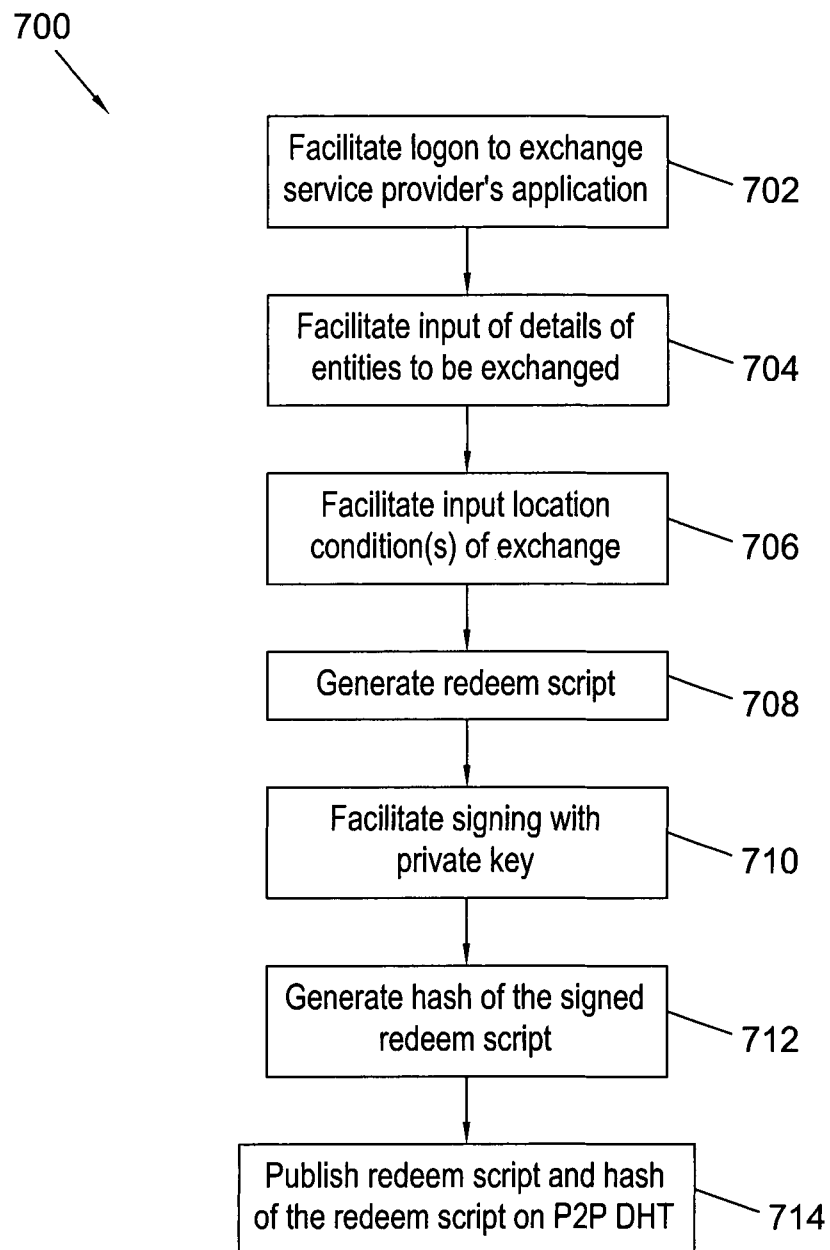 700
Facilitate logon to exchange
service provider's application
702
Facilitate input of details of
entities to be exchanged
704
Facilitate input location
condition(s) of exchange
706
Generate redeem script
708
Facilitate signing with
private key
710
Generate hash of the signed
redeem script
712
Publish redeem script and hash
of the redeem script on P2P DHT
714